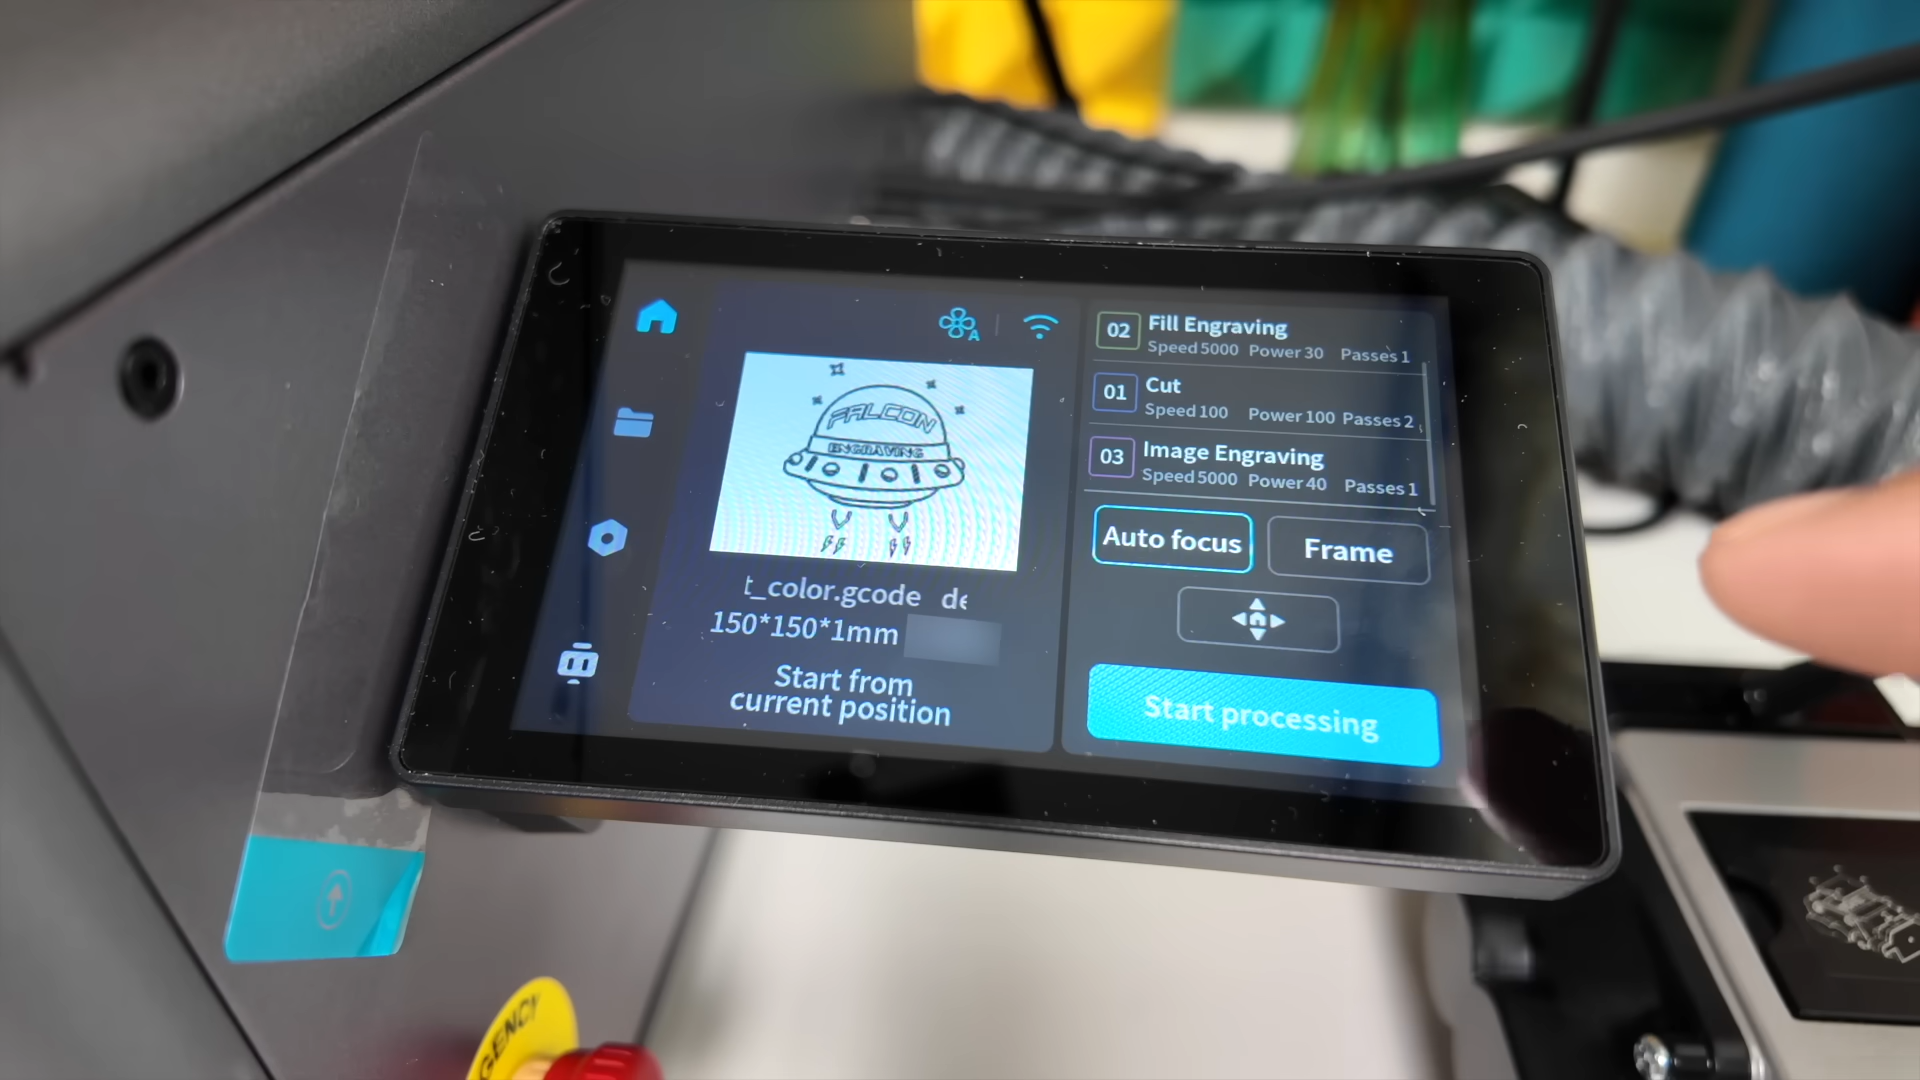 FALCON
ENGRAVING
t_color.gcode de
150*150*1mm
Start from
current position
02 Fill Engraving
Speed 5000 Power 30 Passes 1
01 Cut
Speed 100 Power 100 Passes 2
03 Image Engraving
Speed 5000 Power 40 Passes 1
Auto focus
Frame
Start processing
A
GENCY